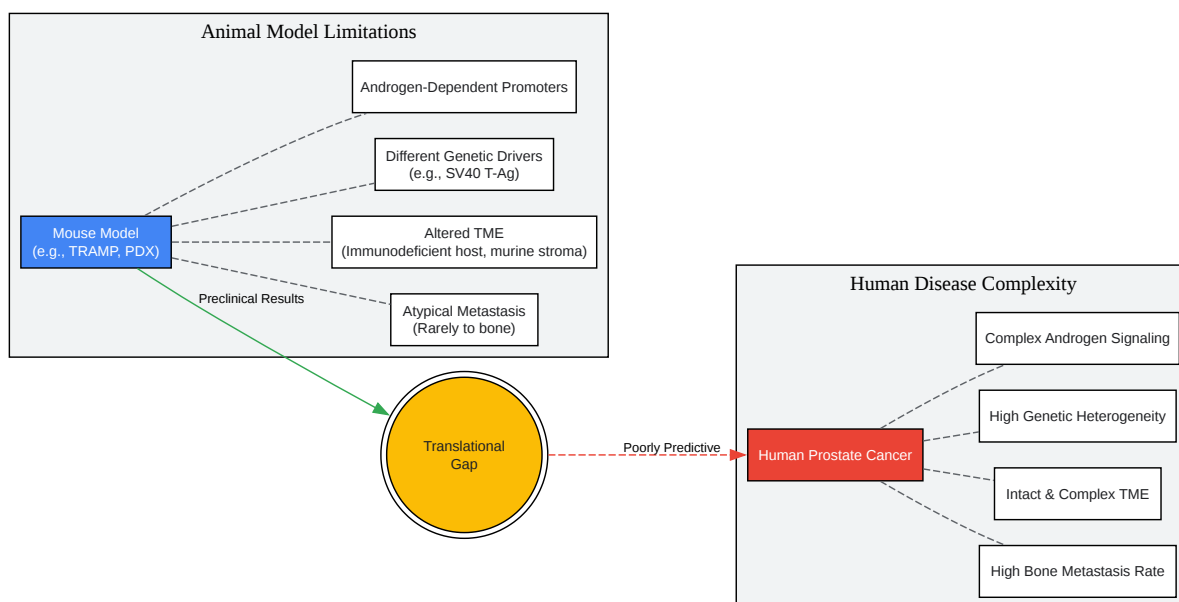 Animal Model Limitations
Androgen-Dependent Promoters
Different Genetic Drivers
(e.g., SV40 T-Ag)
Mouse Model
(e.g., TRAMP, PDX)
Altered TME
(Immunodeficient host, murine stroma)
Atypical Metastasis
(Rarely to bone)
Preclinical Results
Translational
Gap
Poorly Predictive
Human Disease Complexity
Complex Androgen Signaling
High Genetic Heterogeneity
Human Prostate Cancer
Intact & Complex TME
High Bone Metastasis Rate